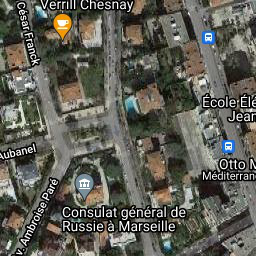 Verrill Chesnay
César Franck
École Élé
Jean
Aubanel
Otto M
Méditerran
v. Ambroise Paré
Consulat général de
Russie à Marseille